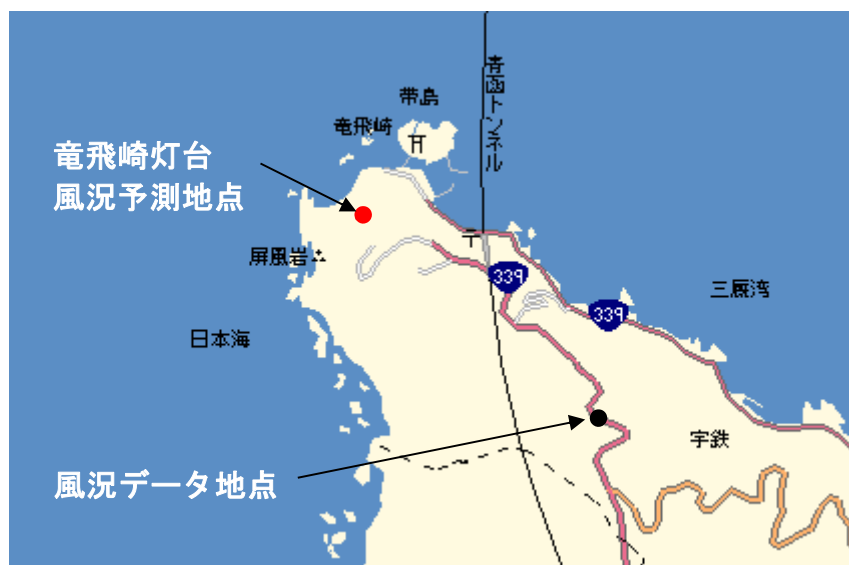 青函トンネル
帯島
竜飛崎
竜飛崎灯台
風況予測地点
屏風岩
339
339
三厩湾
日本海
宇鉄
風況データ地点